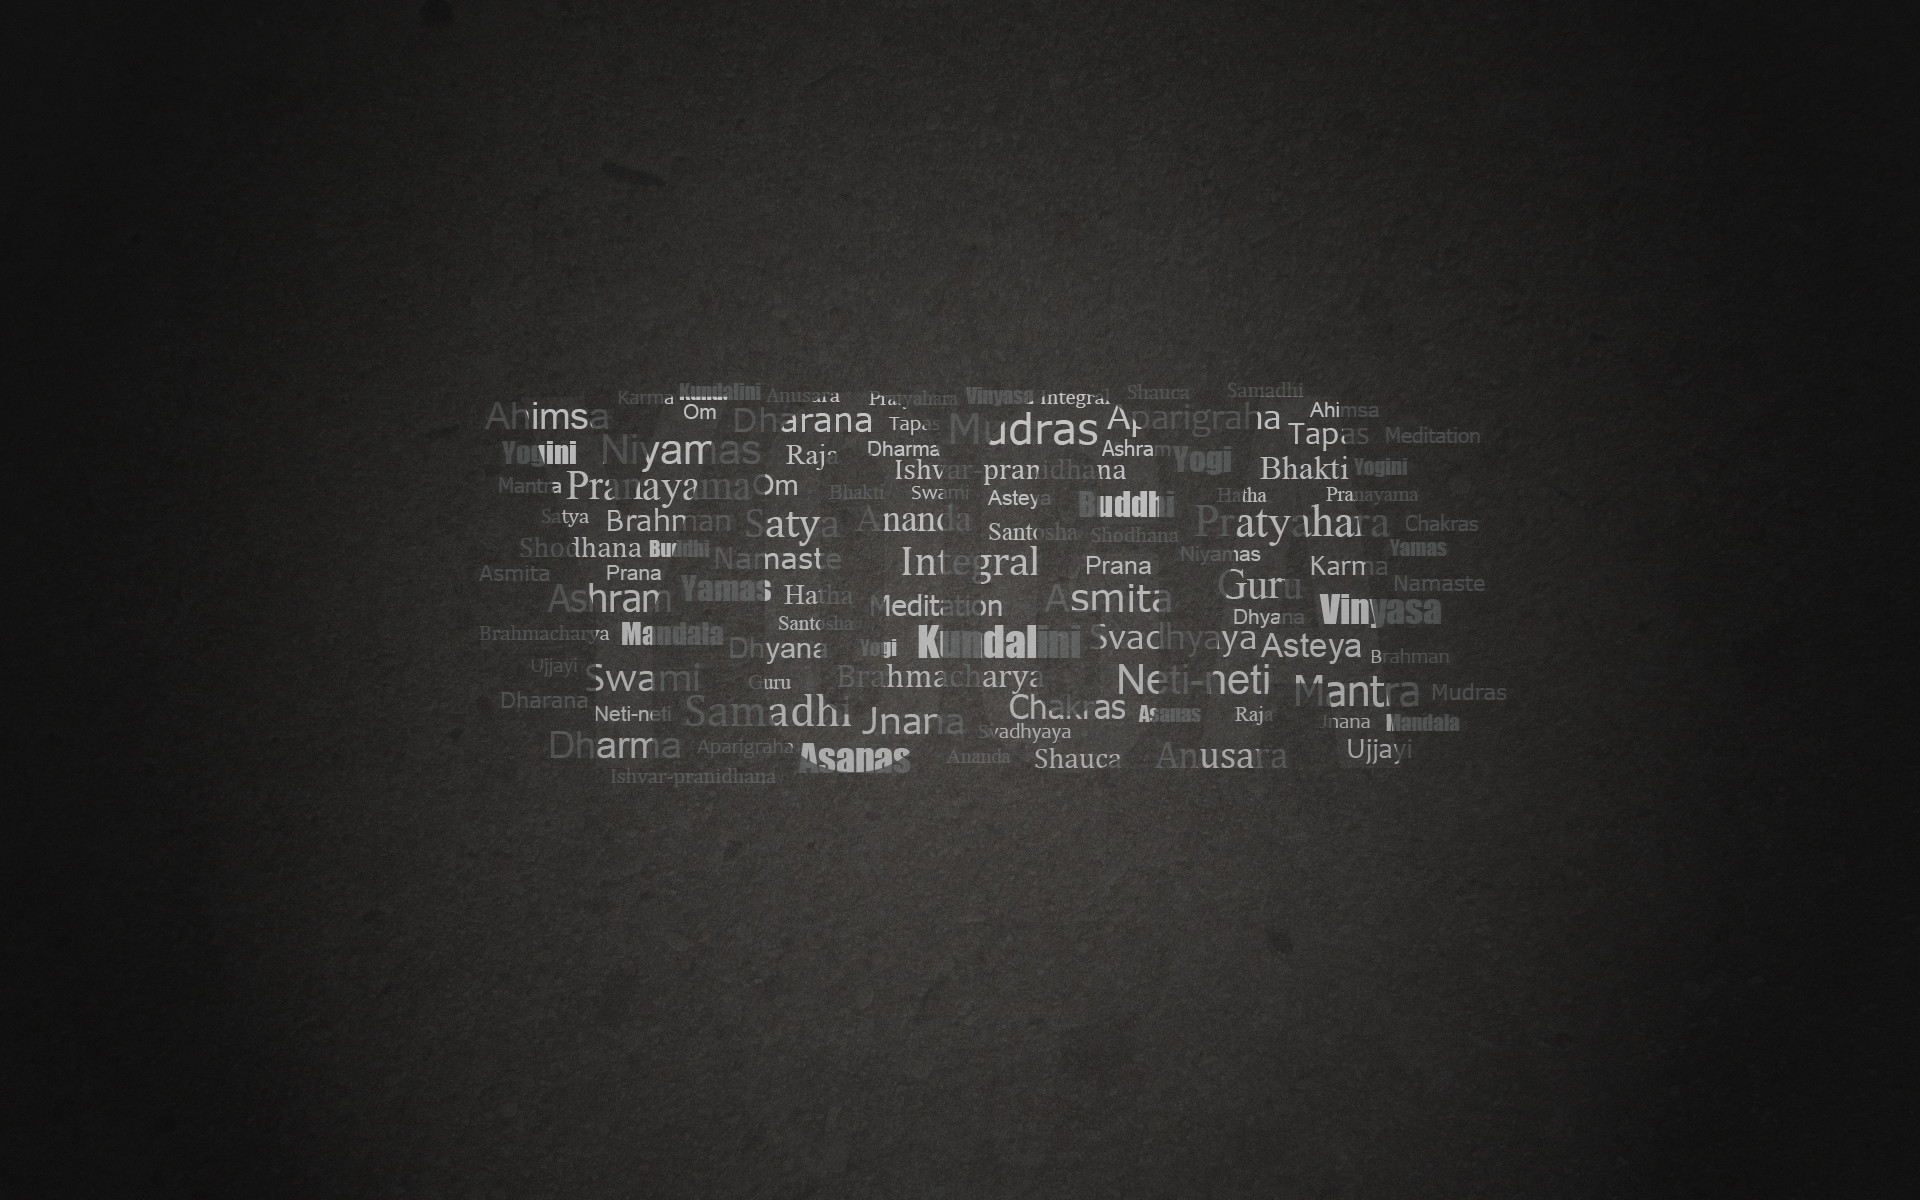 Karma Kundalini Anusara Pratyahara Vinyasa Integral Shauca Samadhi
Ahimsa Om Dharana Tapas Mudras Aparigraha Ahimsa
Tapas Meditation
Yogini Niyamas Raja Dharma Ashram Yogi Bhakti Yogini
Ishvar-pranidhana
Mantra Pranayama Om Bhakti Swami Asteya Buddhi Hatha Pranayama
Satya Brahman Satya Ananda Santosha Shodhana Pratyahara Chakras
Shodhana Buddhi Namaste Integral Niyamas Yamas
Asmita Prana Prana Karma
Ashram Yamas Hatha Meditation Asmita Guru Namaste
Dhyana Vinyasa
Brahmacharya Mandala Santosha Yogi Kundalini Svadhyaya Asteya
Dhyana Brahman
Ujjayi Swami Guru Brahmacharya Neti-neti Mantra Mudras
Dharana Neti-neti Samadhi Jnana Chakras Asanas Raja Jnana Mandala
Svadhyaya
Dharma Aparigraha Asanas Ananda Shauca Anusara Ujjayi
Ishvar-pranidhana